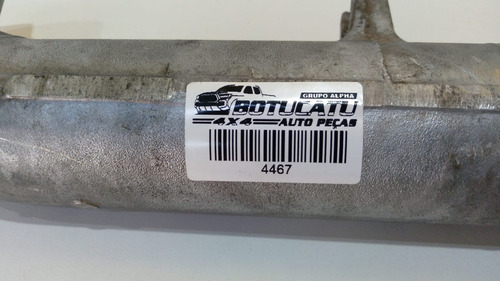 GRUPO ALPHA
BOTUCATU
4X4 AUTO PEÇAS
4467